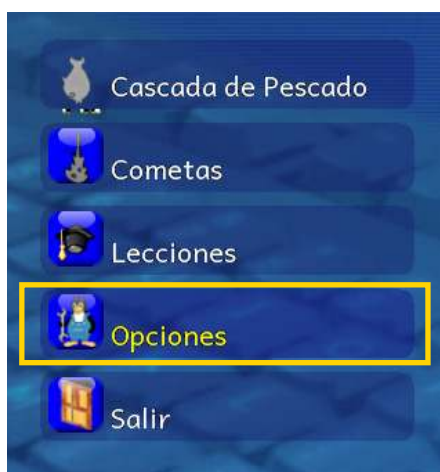 Cascada de Pescado
Cometas
Lecciones
Opciones
Salir